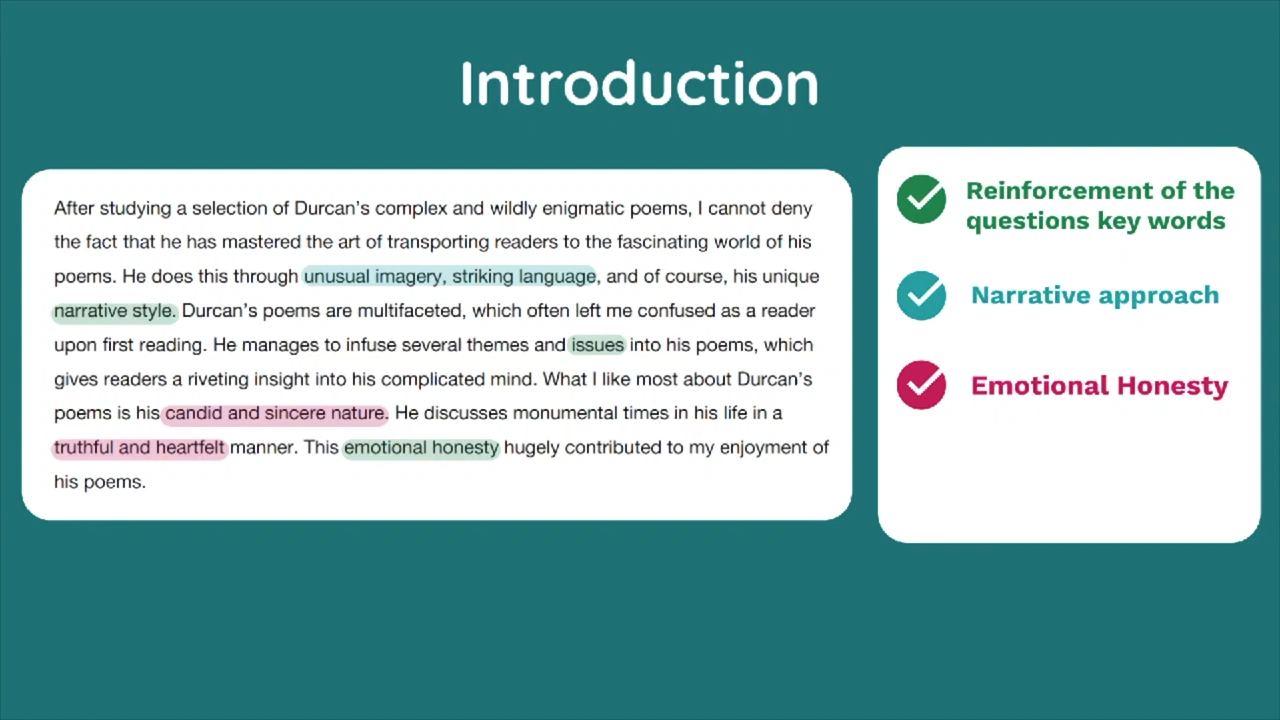 Introduction
After studying a selection of Durcan's complex and wildly enigmatic poems, I cannot deny
the fact that he has mastered the art of transporting readers to the fascinating world of his
poems. He does this through unusual imagery, striking language, and of course, his unique
narrative style. Durcan's poems are multifaceted, which often left me confused as a reader
upon first reading. He manages to infuse several themes and issues into his poems, which
gives readers a riveting insight into his complicated mind. What I like most about Durcan's
poems is his candid and sincere nature. He discusses monumental times in his life in a
truthful and heartfelt manner. This emotional honesty hugely contributed to my enjoyment of
his poems.
Reinforcement of the
questions key words
Narrative approach
Emotional Honesty